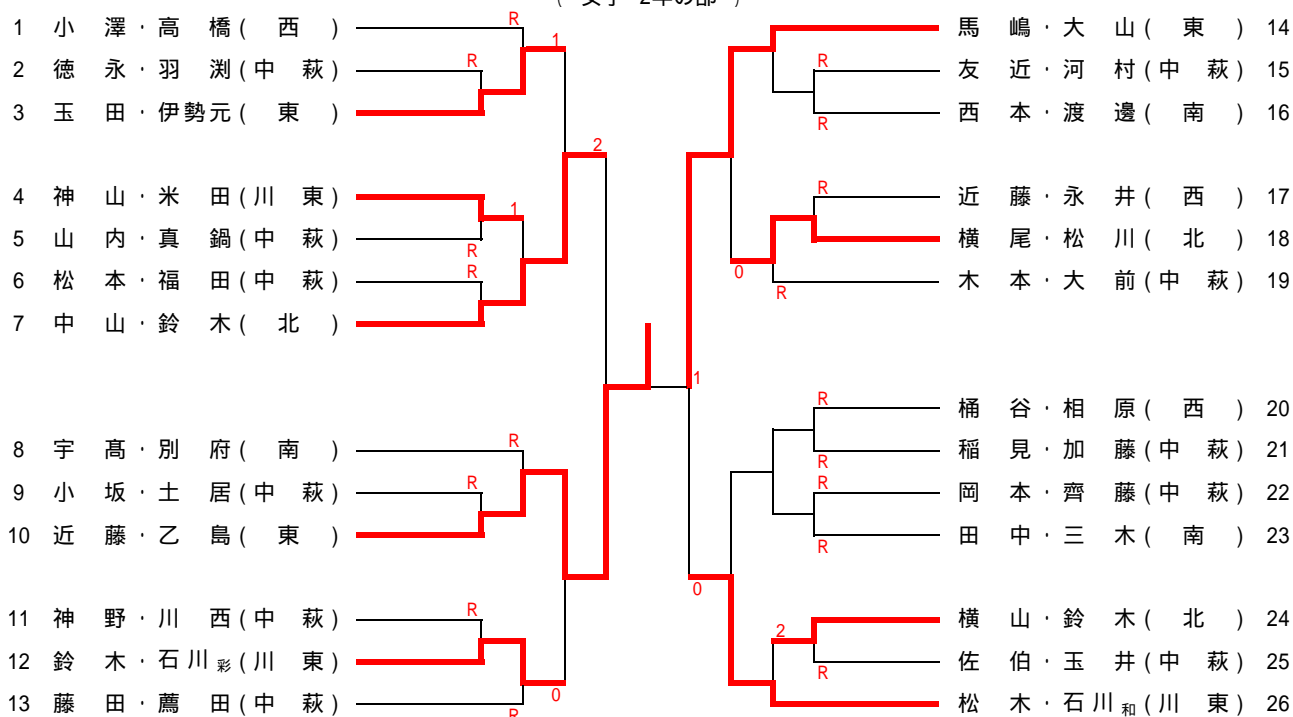 ( 女子 2年の部 )
1 小 澤・高 橋( 西 ) R
2 徳 永・羽 渕(中 萩) R
3 玉 田・伊勢元( 東 )
1
2
4 神 山・米 田(川 東)
1
5 山 内・真 鍋(中 萩) R
6 松 本・福 田(中 萩) R
7 中 山・鈴 木( 北 )
8 宇 髙・別 府( 南 ) R
9 小 坂・土 居(中 萩) R
10 近 藤・乙 島( 東 )
11 神 野・川 西(中 萩) R
12 鈴 木・石川彩(川 東)
0
13 藤 田・薦 田(中 萩) R
馬 嶋・大 山( 東 ) 14
R 友 近・河 村(中 萩) 15
R 西 本・渡 邊( 南 ) 16
R 近 藤・永 井( 西 ) 17
横 尾・松 川( 北 ) 18
0
R 木 本・大 前(中 萩) 19
1
R 桶 谷・相 原( 西 ) 20
R 稲 見・加 藤(中 萩) 21
R 岡 本・齊 藤(中 萩) 22
R 田 中・三 木( 南 ) 23
0
2
横 山・鈴 木( 北 ) 24
R 佐 伯・玉 井(中 萩) 25
松 木・石川和(川 東) 26